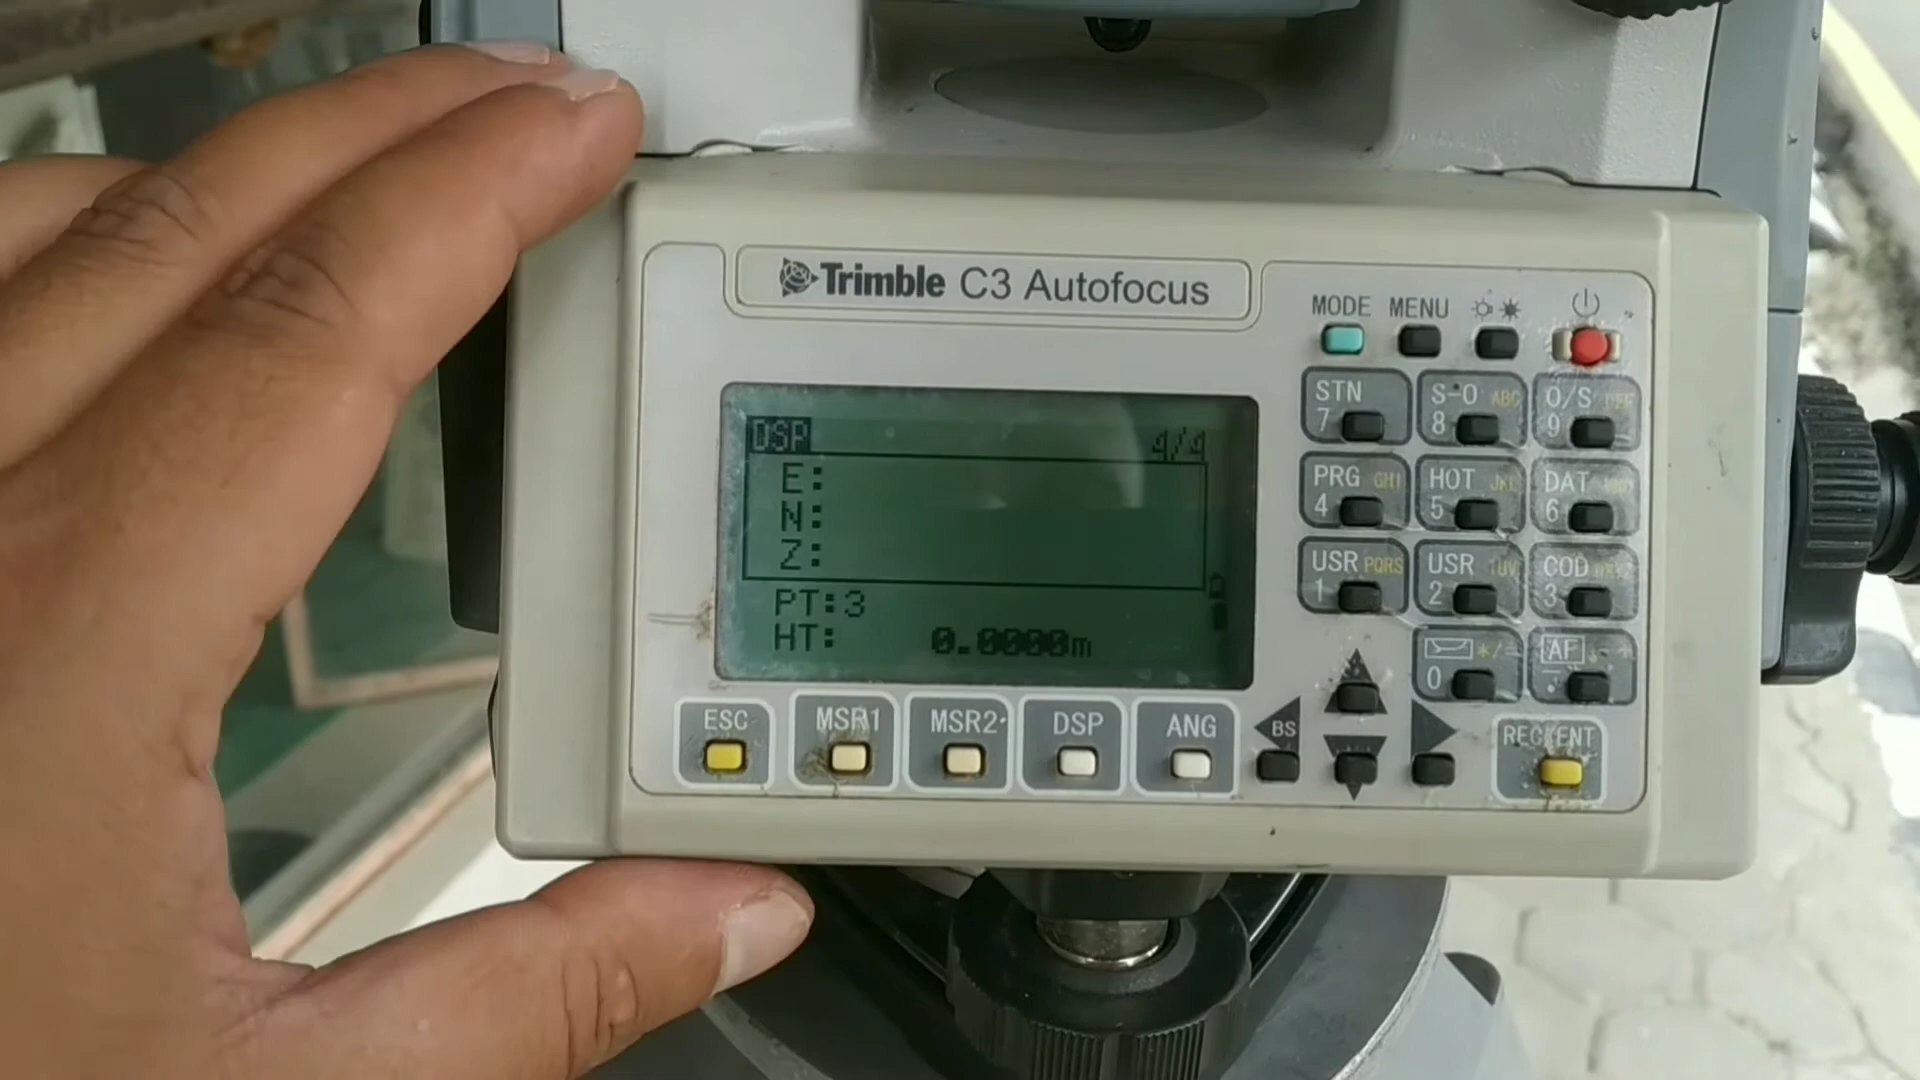 Trimble C3 Autofocus
MODE MENU
DSP 4/4
E:
N:
Z:
PT:3
HT: 0.0000m
STN
7
S-O ABC
8
O/S
9
PRG GHI
4
HOT JKL
5
DAT
6
USR PQRS
1
USR TUV
2
COD
3
0
AF
ESC MSR1 MSR2 DSP ANG
BS
REC/ENT